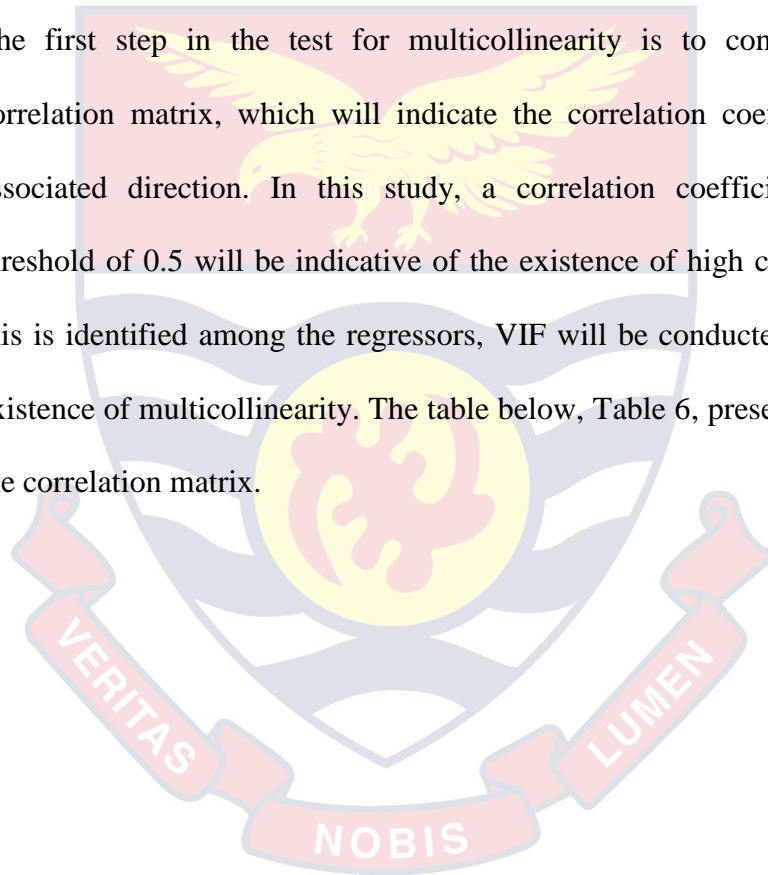 he first step in the test for multicollinearity is to con
orrelation matrix, which will indicate the correlation coe
ssociated direction. In this study, a correlation coeffici
reshold of 0.5 will be indicative of the existence of high c
is is identified among the regressors, VIF will be conducte
xistence of multicollinearity. The table below, Table 6, prese
e correlation matrix.
VERITAS
NOBIS
LUMEN